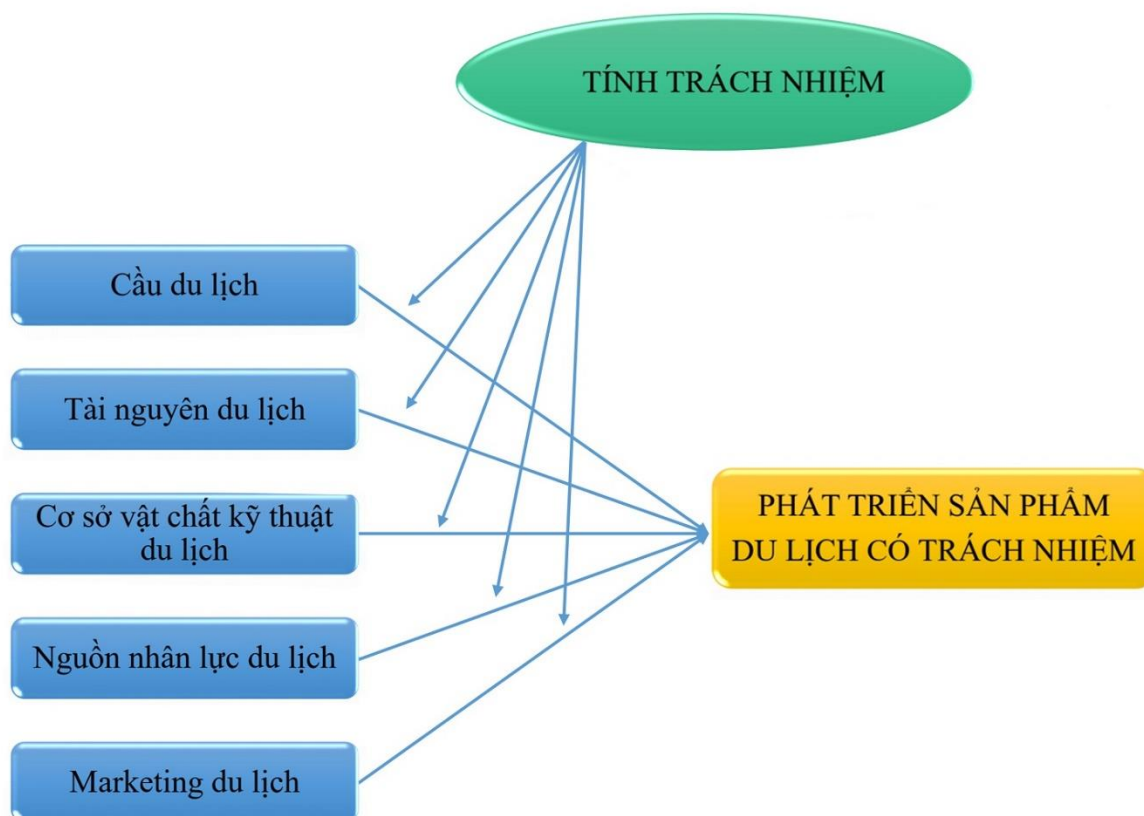 TÍNH TRÁCH NHIỆM
Cầu du lịch
Tài nguyên du lịch
Cơ sở vật chất kỹ thuật
du lịch
PHÁT TRIỂN SẢN PHẨM
DU LỊCH CÓ TRÁCH NHIỆM
Nguồn nhân lực du lịch
Marketing du lịch